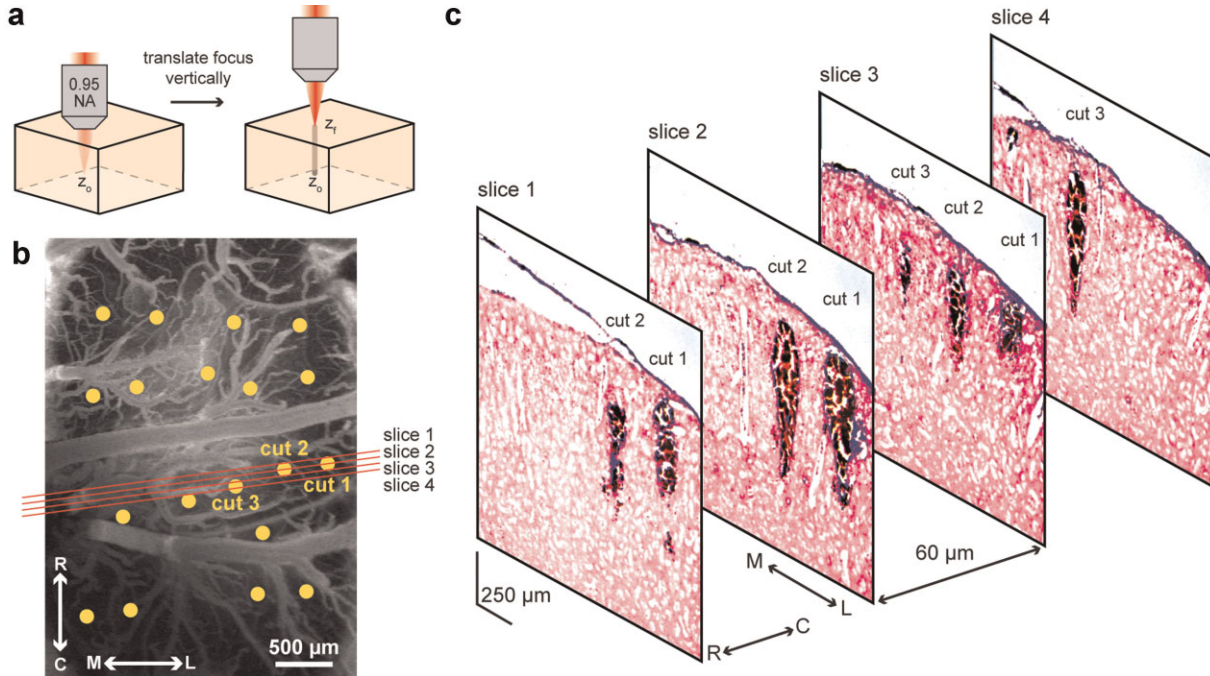 a
0.95
NA
z_o
translate focus
vertically
z_f
z_o
b
cut 2
cut 1
cut 3
slice 1
slice 2
slice 3
slice 4
R
C
M
L
500 µm
c
slice 1
cut 2
cut 1
slice 2
cut 2
cut 1
slice 3
cut 3
cut 2
cut 1
slice 4
cut 3
250 µm
M
L
R
C
60 µm